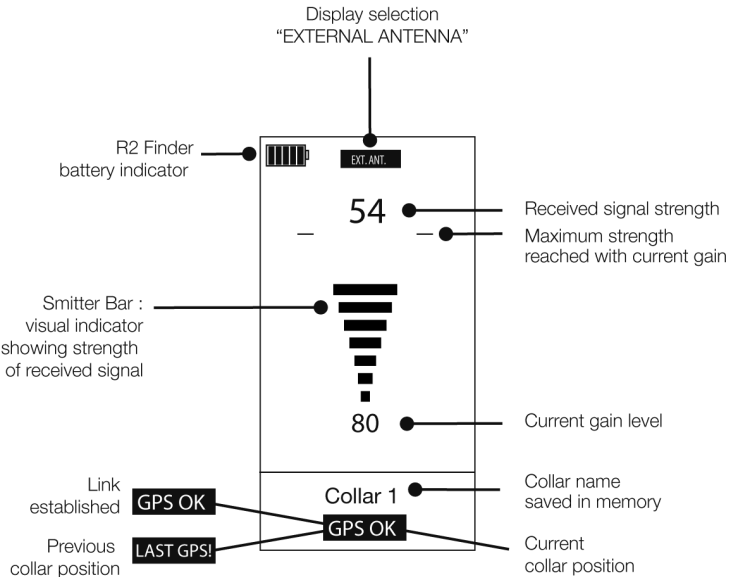 Display selection
“EXTERNAL ANTENNA”
R2 Finder
battery indicator
EXT. ANT.
54
Received signal strength
Maximum strength
reached with current gain
Smitter Bar :
visual indicator
showing strength
of received signal
80
Current gain level
Link
established
GPS OK
Collar 1
Collar name
saved in memory
GPS OK
Previous
collar position
LAST GPS!
Current
collar position